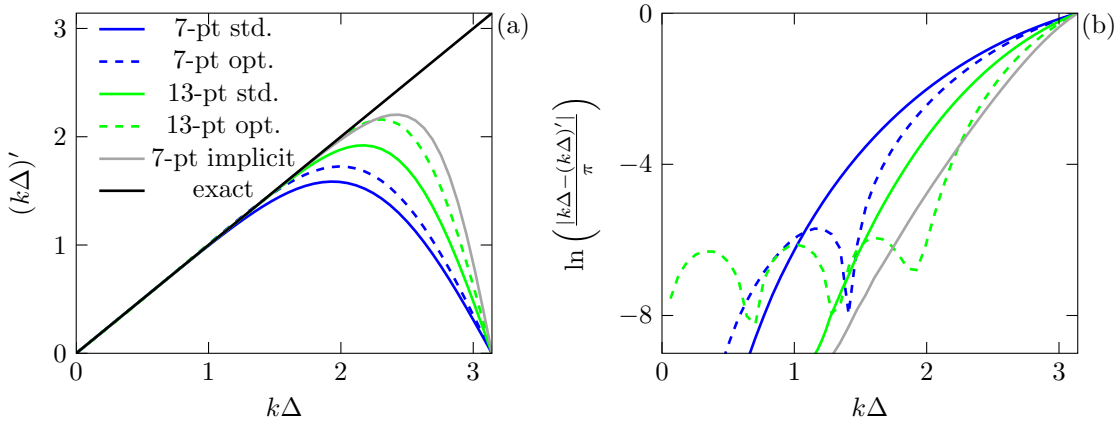 (a)
3
2
1
0
0
1
2
3
(kΔ)′
kΔ
7-pt std.
7-pt opt.
13-pt std.
13-pt opt.
7-pt implicit
exact
(b)
0
−4
−8
0
1
2
3
ln(|kΔ−(kΔ)′|/π)
kΔ